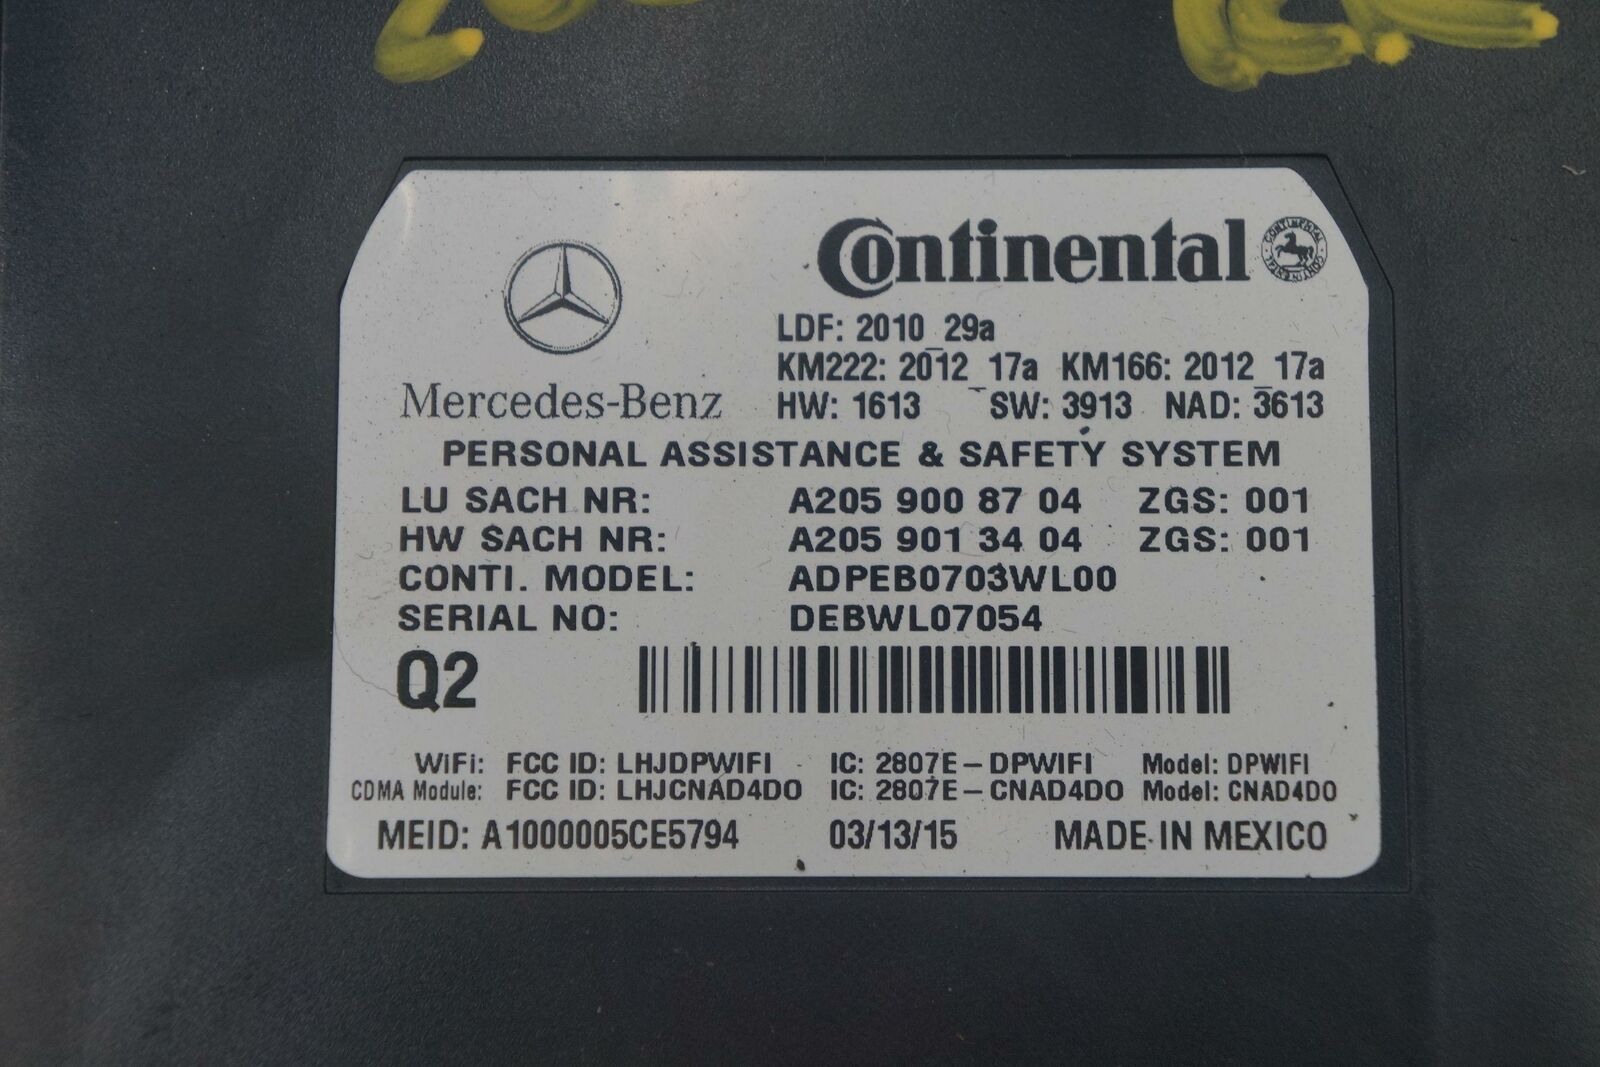 Continental
CONTINENTAL CONTINENTAL
LDF: 2010_29a
KM222: 2012_17a KM166: 2012_17a
Mercedes-Benz HW: 1613 SW: 3913 NAD: 3613
PERSONAL ASSISTANCE & SAFETY SYSTEM
LU SACH NR: A205 900 87 04 ZGS: 001
HW SACH NR: A205 901 34 04 ZGS: 001
CONTI. MODEL: ADPEB0703WL00
SERIAL NO: DEBWL07054
Q2
WiFi: FCC ID: LHJDPWIFI IC: 2807E-DPWIFI Model: DPWIFI
CDMA Module: FCC ID: LHJCNAD4DO IC: 2807E-CNAD4DO Model: CNAD4DO
MEID: A1000005CE5794 03/13/15 MADE IN MEXICO